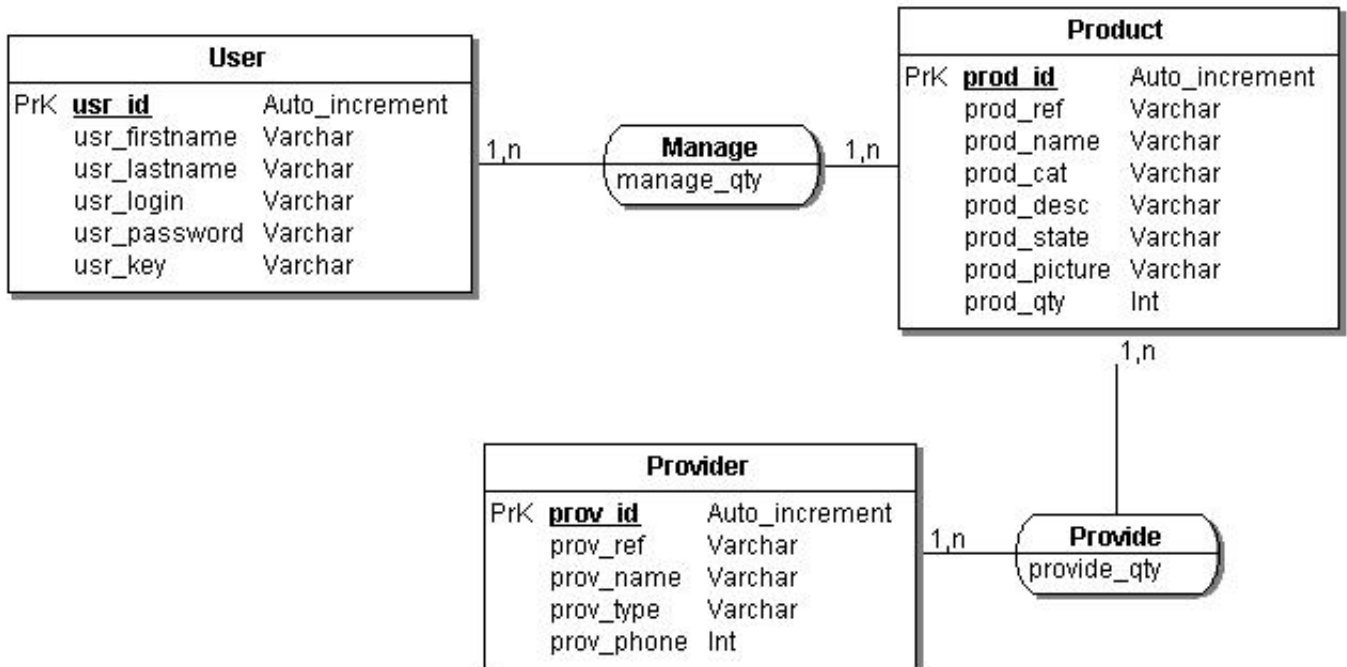 User
PrK usr_id Auto_increment
usr_firstname Varchar
usr_lastname Varchar
usr_login Varchar
usr_password Varchar
usr_key Varchar
1,n
Manage
manage_qty
1,n
Product
PrK prod_id Auto_increment
prod_ref Varchar
prod_name Varchar
prod_cat Varchar
prod_desc Varchar
prod_state Varchar
prod_picture Varchar
prod_qty Int
1,n
Provider
PrK prov_id Auto_increment
prov_ref Varchar
prov_name Varchar
prov_type Varchar
prov_phone Int
1,n
Provide
provide_qty